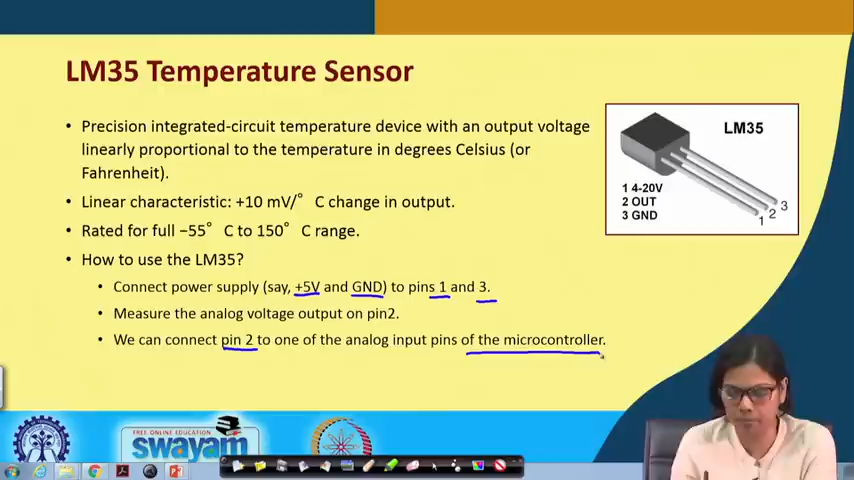 LM35 Temperature Sensor
• Precision integrated-circuit temperature device with an output voltage
linearly proportional to the temperature in degrees Celsius (or
Fahrenheit).
• Linear characteristic: +10 mV/° C change in output.
• Rated for full −55° C to 150° C range.
• How to use the LM35?
• Connect power supply (say, +5V and GND) to pins 1 and 3.
• Measure the analog voltage output on pin2.
• We can connect pin 2 to one of the analog input pins of the microcontroller.
LM35
1 4-20V
2 OUT
3 GND
1 2 3
FREE ONLINE EDUCATION
swayam